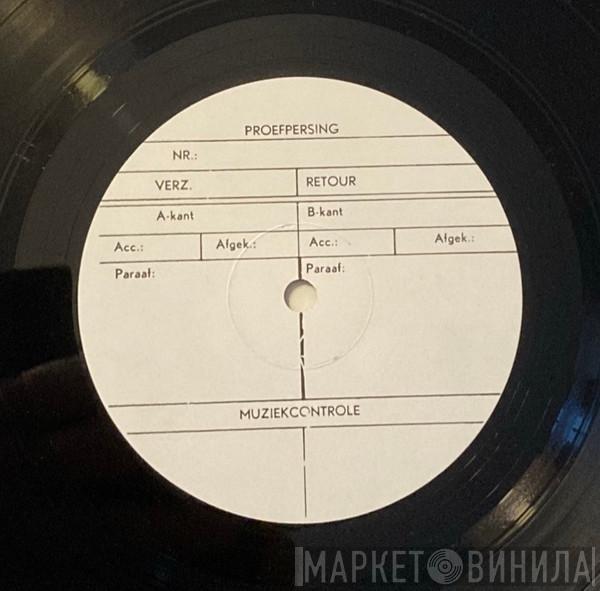 PROEFPERSING
NR.:
VERZ. RETOUR
A-kant B-kant
Acc.: Afgek.: Acc.: Afgek.:
Paraaf: Paraaf:
MUZIEKCONTROLE
МАРКЕТ ВИНИЛА